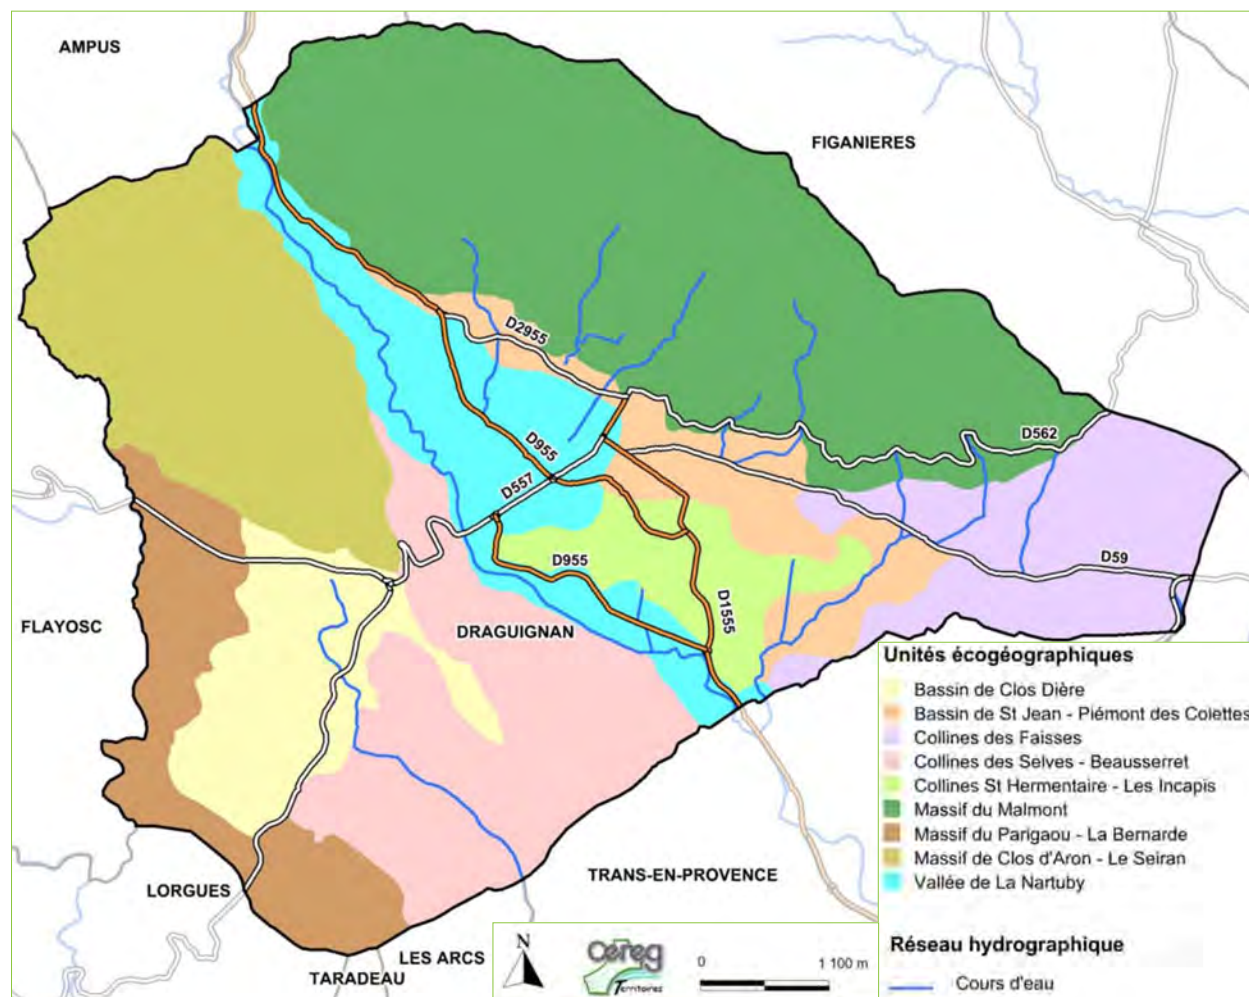 AMPUS
FIGANIERES
D2955
D562
D955
D557
D955
D59
D1555
FLAYOSC
DRAGUIGNAN
Unités écogéographiques
Bassin de Clos Dière
Bassin de St Jean - Piémont des Colettes
Collines des Faisses
Collines des Selves - Beausserret
Collines St Hermentaire - Les Incapis
Massif du Malmont
Massif du Parigaou - La Bernarde
Massif de Clos d'Aron - Le Seiran
Vallée de La Nartuby
TRANS-EN-PROVENCE
LORGUES
LES ARCS
TARADEAU
N
Cereg
Territoires
0 1 100 m
Réseau hydrographique
Cours d'eau